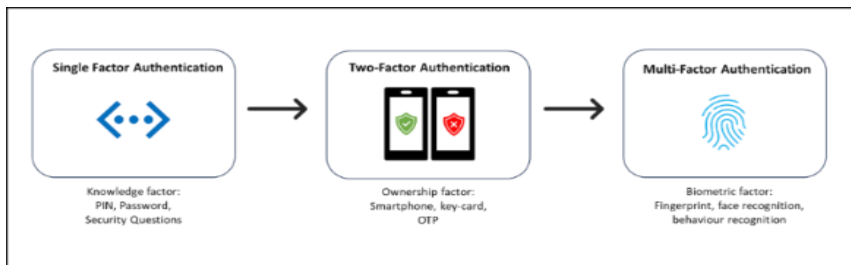 Single Factor Authentication
Knowledge factor:
PIN, Password,
Security Questions
Two-Factor Authentication
Ownership factor:
Smartphone, key-card,
OTP
Multi-Factor Authentication
Biometric factor:
Fingerprint, face recognition,
behaviour recognition